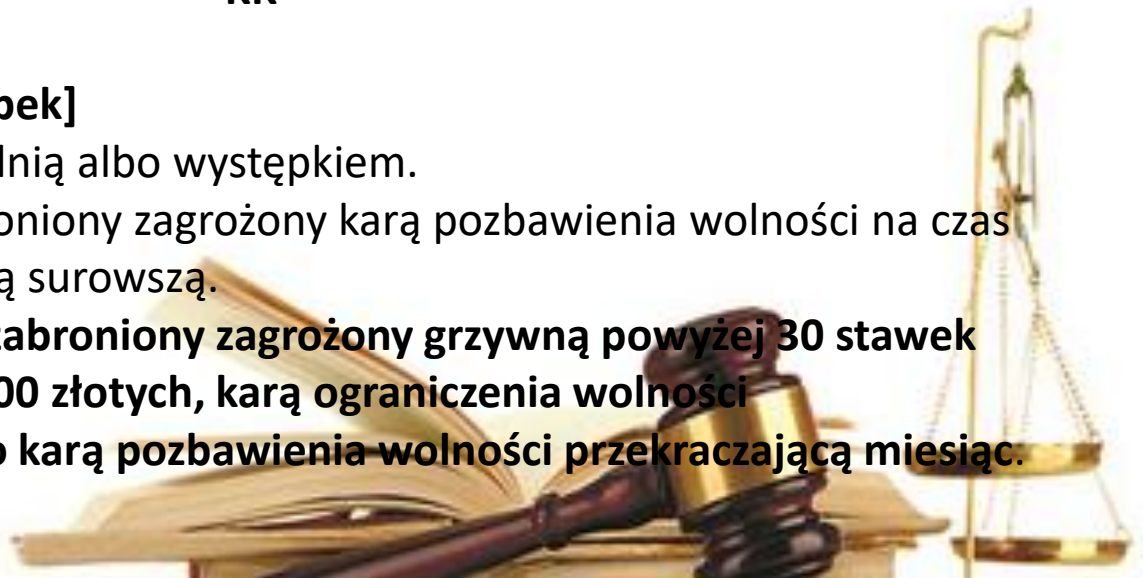 KK
pek]
dnią albo występkiem.
oniony zagrożony karą pozbawienia wolności na czas
ą surowszą.
zabroniony zagrożony grzywną powyżej 30 stawek
00 złotych, karą ograniczenia wolności
karą pozbawienia wolności przekraczającą miesiąc.